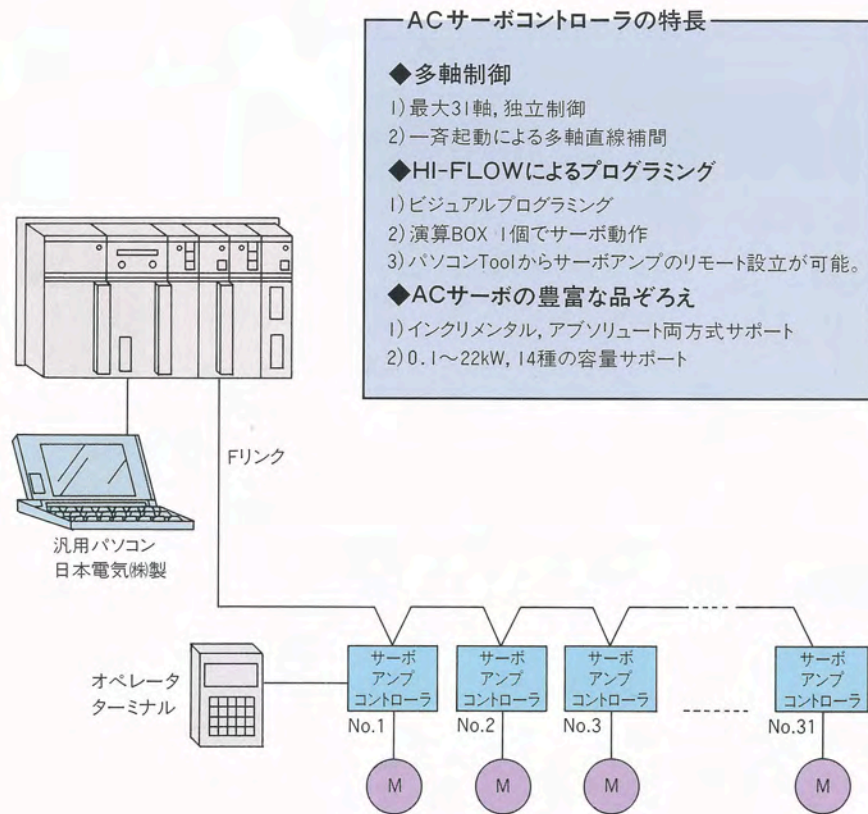 ACサーボコントローラの特長
◆多軸制御
1)最大31軸,独立制御
2)一斉起動による多軸直線補間
◆HI-FLOWによるプログラミング
1)ビジュアルプログラミング
2)演算BOX 1個でサーボ動作
3)パソコンToolからサーボアンプのリモート設立が可能。
◆ACサーボの豊富な品ぞろえ
1)インクリメンタル,アブソリュート両方式サポート
2)0.1～22kW,14種の容量サポート
Fリンク
汎用パソコン
日本電気㈱製
オペレータ
ターミナル
サーボ
アンプ
コントローラ
No.1
M
サーボ
アンプ
コントローラ
No.2
M
サーボ
アンプ
コントローラ
No.3
M
サーボ
アンプ
コントローラ
No.31
M